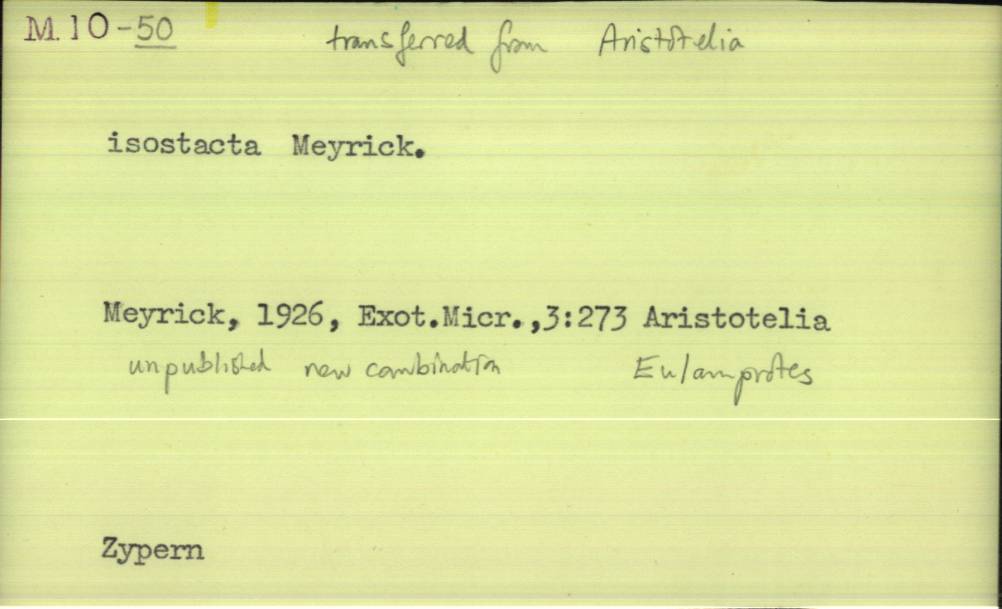 M.10-50 transferred from Aristotelia
isostacta Meyrick.
Meyrick, 1926, Exot.Micr.,3:273 Aristotelia
unpublished new combination Eulamprotes
Zypern